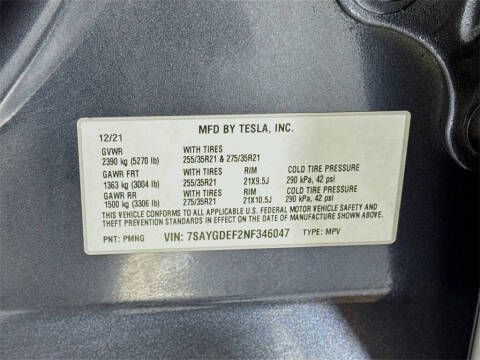 MFD BY TESLA, INC.
12/21
GVWR WITH TIRES
2390 kg (5270 lb) 255/35R21 & 275/35R21
GAWR FRT WITH TIRES RIM COLD TIRE PRESSURE
1363 kg (3004 lb) 255/35R21 21X9.5J 290 kPa, 42 psi
GAWR RR WITH TIRES RIM COLD TIRE PRESSURE
1500 kg (3306 lb) 275/35R21 21X10.5J 290 kPa, 42 psi
THIS VEHICLE CONFORMS TO ALL APPLICABLE U.S. FEDERAL MOTOR VEHICLE SAFETY AND
THEFT PREVENTION STANDARDS IN EFFECT ON THE DATE OF MANUFACTURE SHOWN ABOVE.
PNT: PMNG VIN: 7SAYGDEF2NF346047 TYPE: MPV